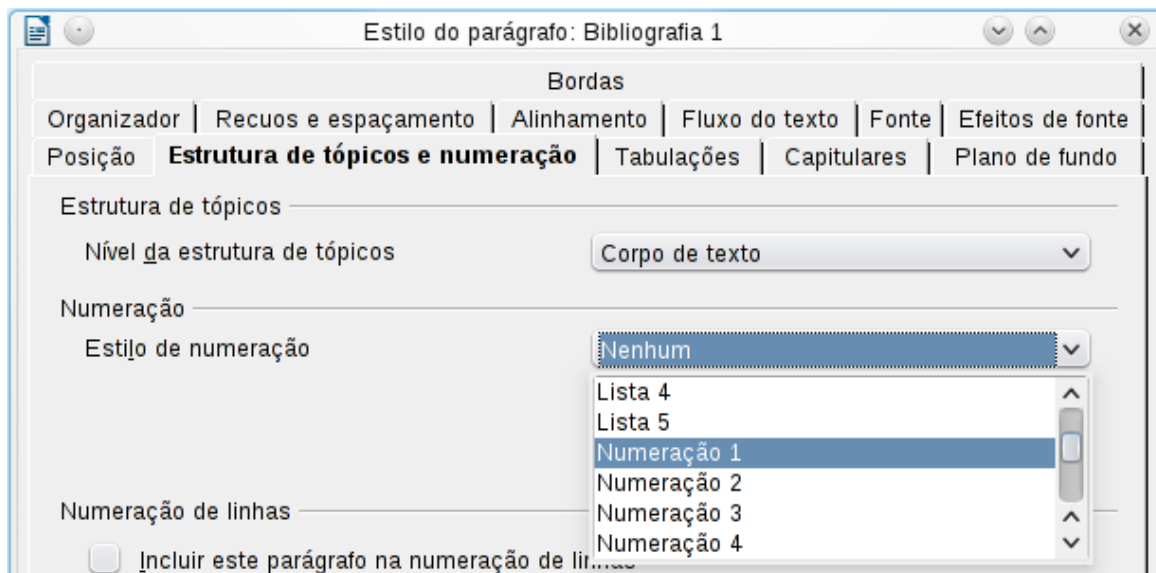 Estilo do parágrafo: Bibliografia 1
Bordas
Organizador Recuos e espaçamento Alinhamento Fluxo do texto Fonte Efeitos de fonte
Posição Estrutura de tópicos e numeração Tabulações Capitulares Plano de fundo
Estrutura de tópicos
Nível da estrutura de tópicos Corpo de texto
Numeração
Estilo de numeração Nenhum
Lista 4
Lista 5
Numeração 1
Numeração 2
Numeração 3
Numeração de linhas
Numeração 4
Incluir este parágrafo na numeração de linhas